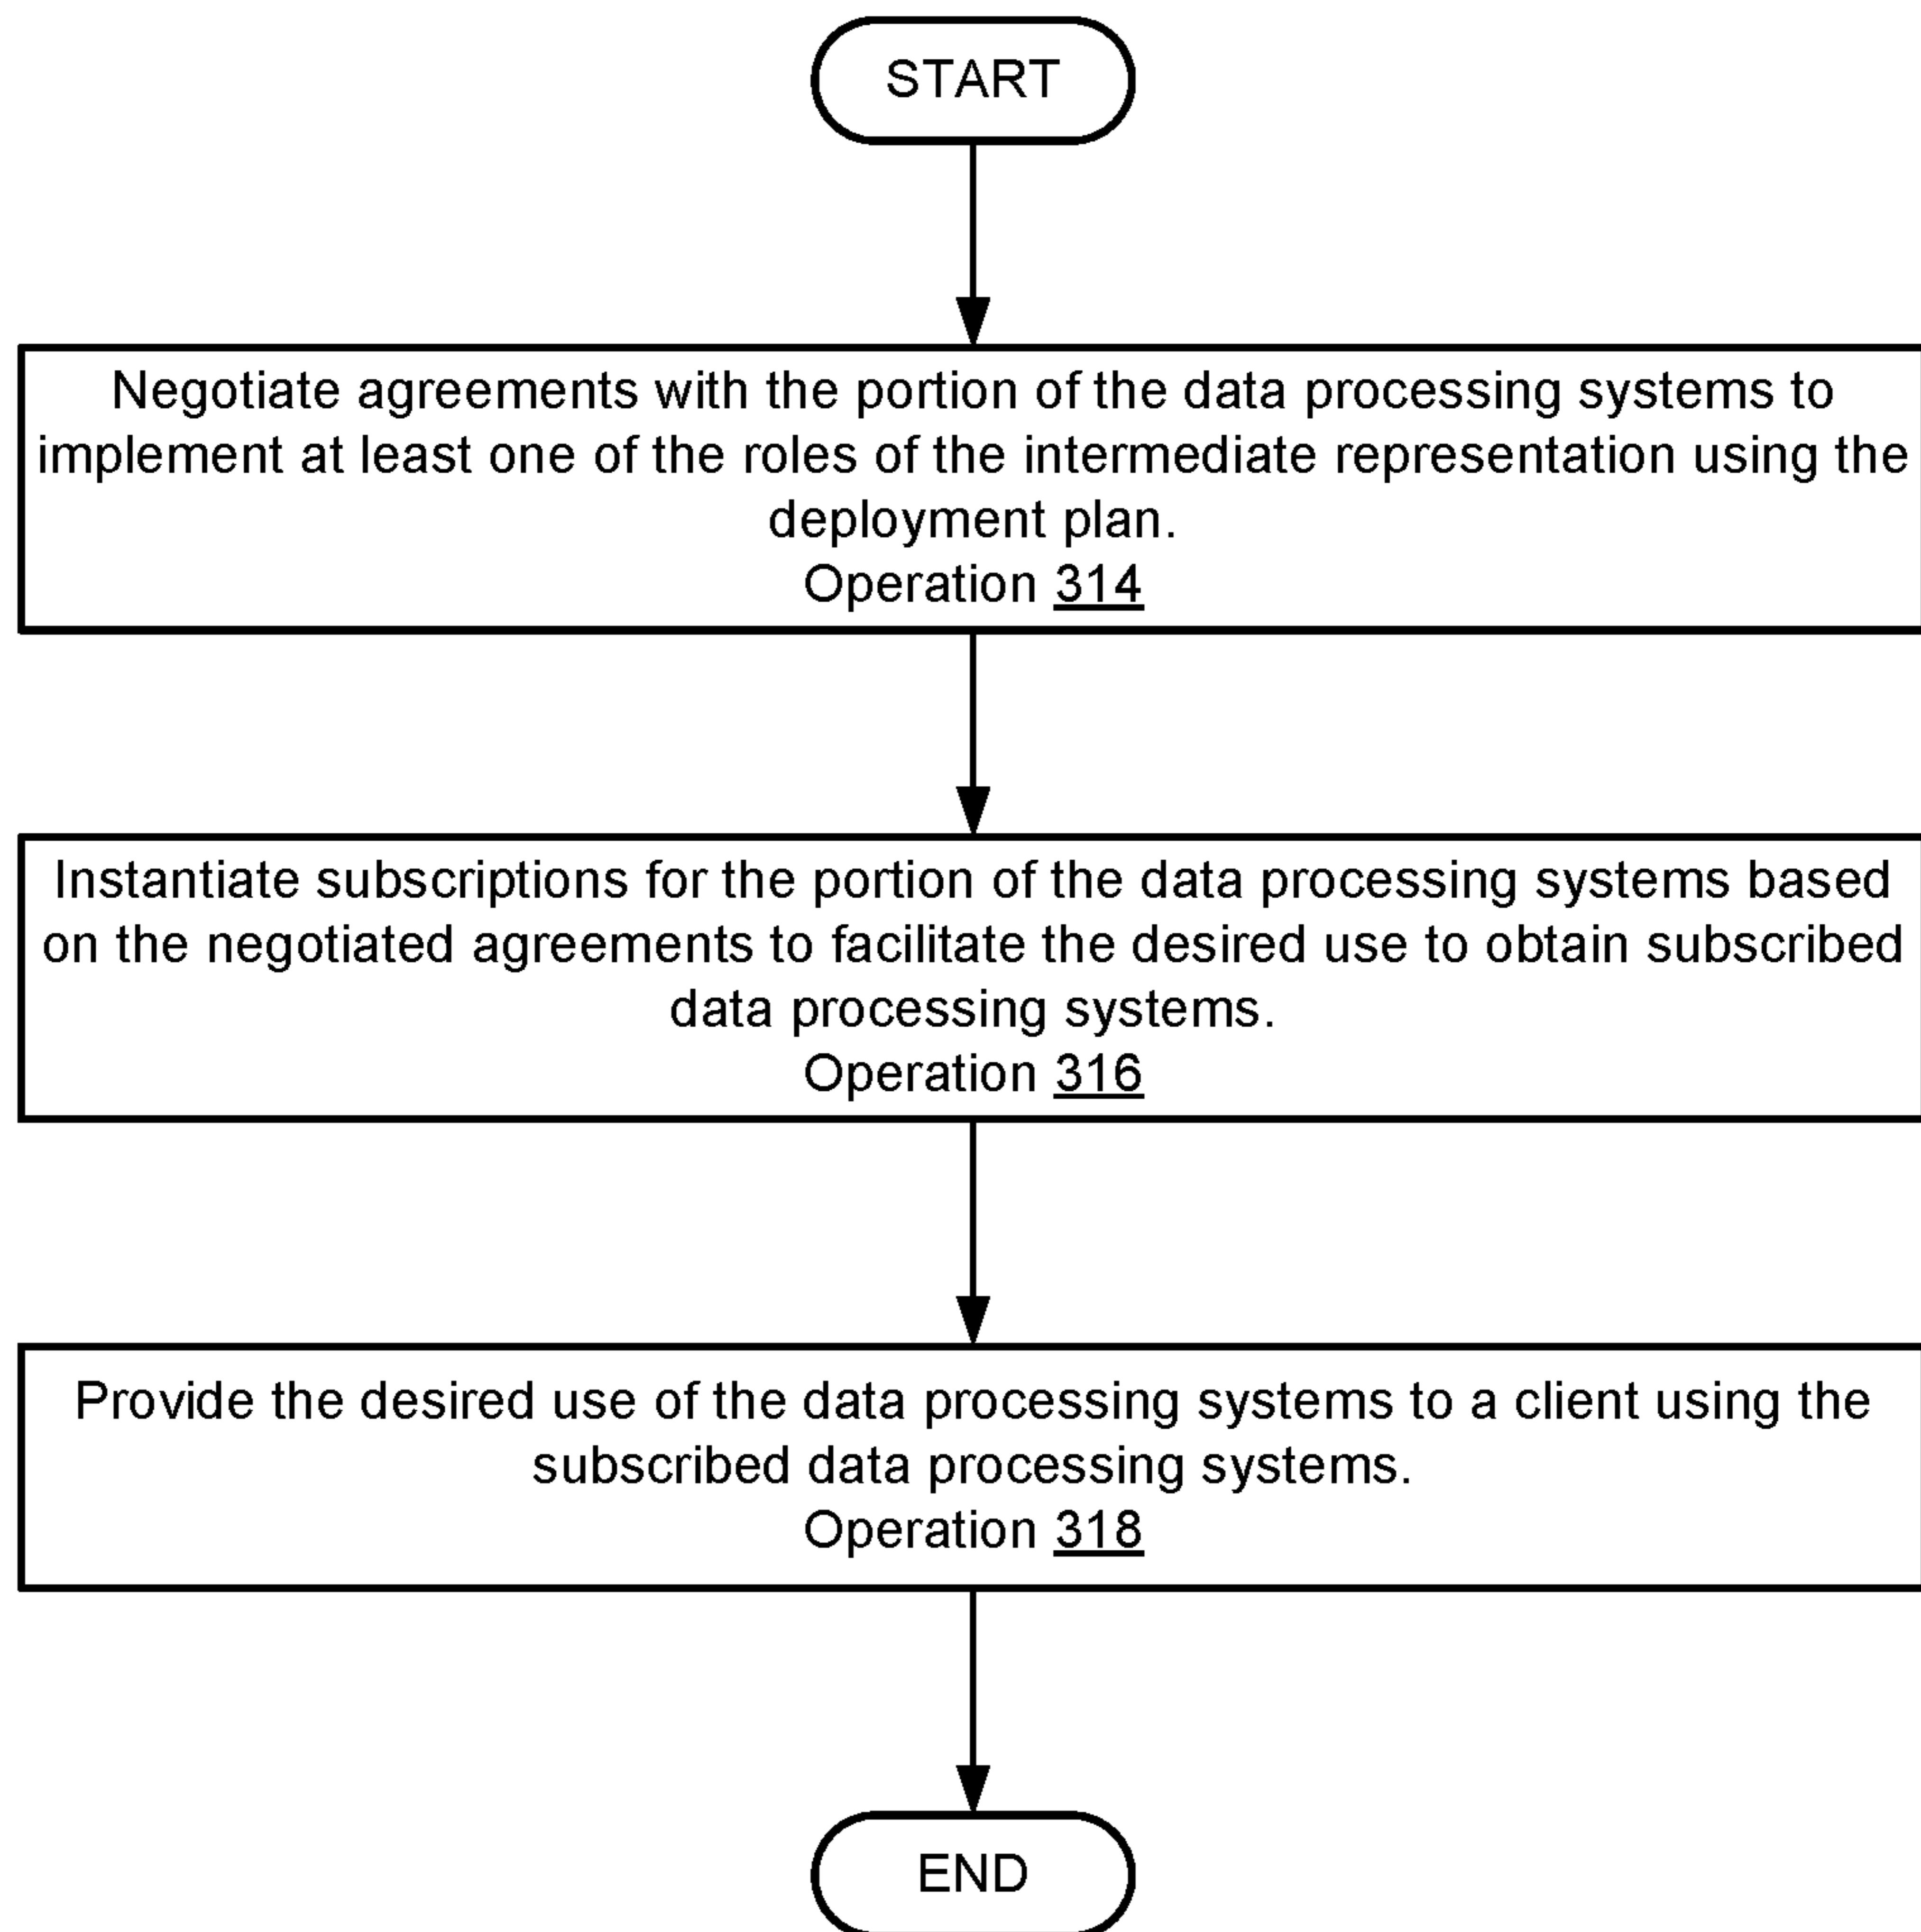 START
Negotiate agreements with the portion of the data processing systems to
implement at least one of the roles of the intermediate representation using the
deployment plan.
Operation 314
Instantiate subscriptions for the portion of the data processing systems based
on the negotiated agreements to facilitate the desired use to obtain subscribed
data processing systems.
Operation 316
Provide the desired use of the data processing systems to a client using the
subscribed data processing systems.
Operation 318
END